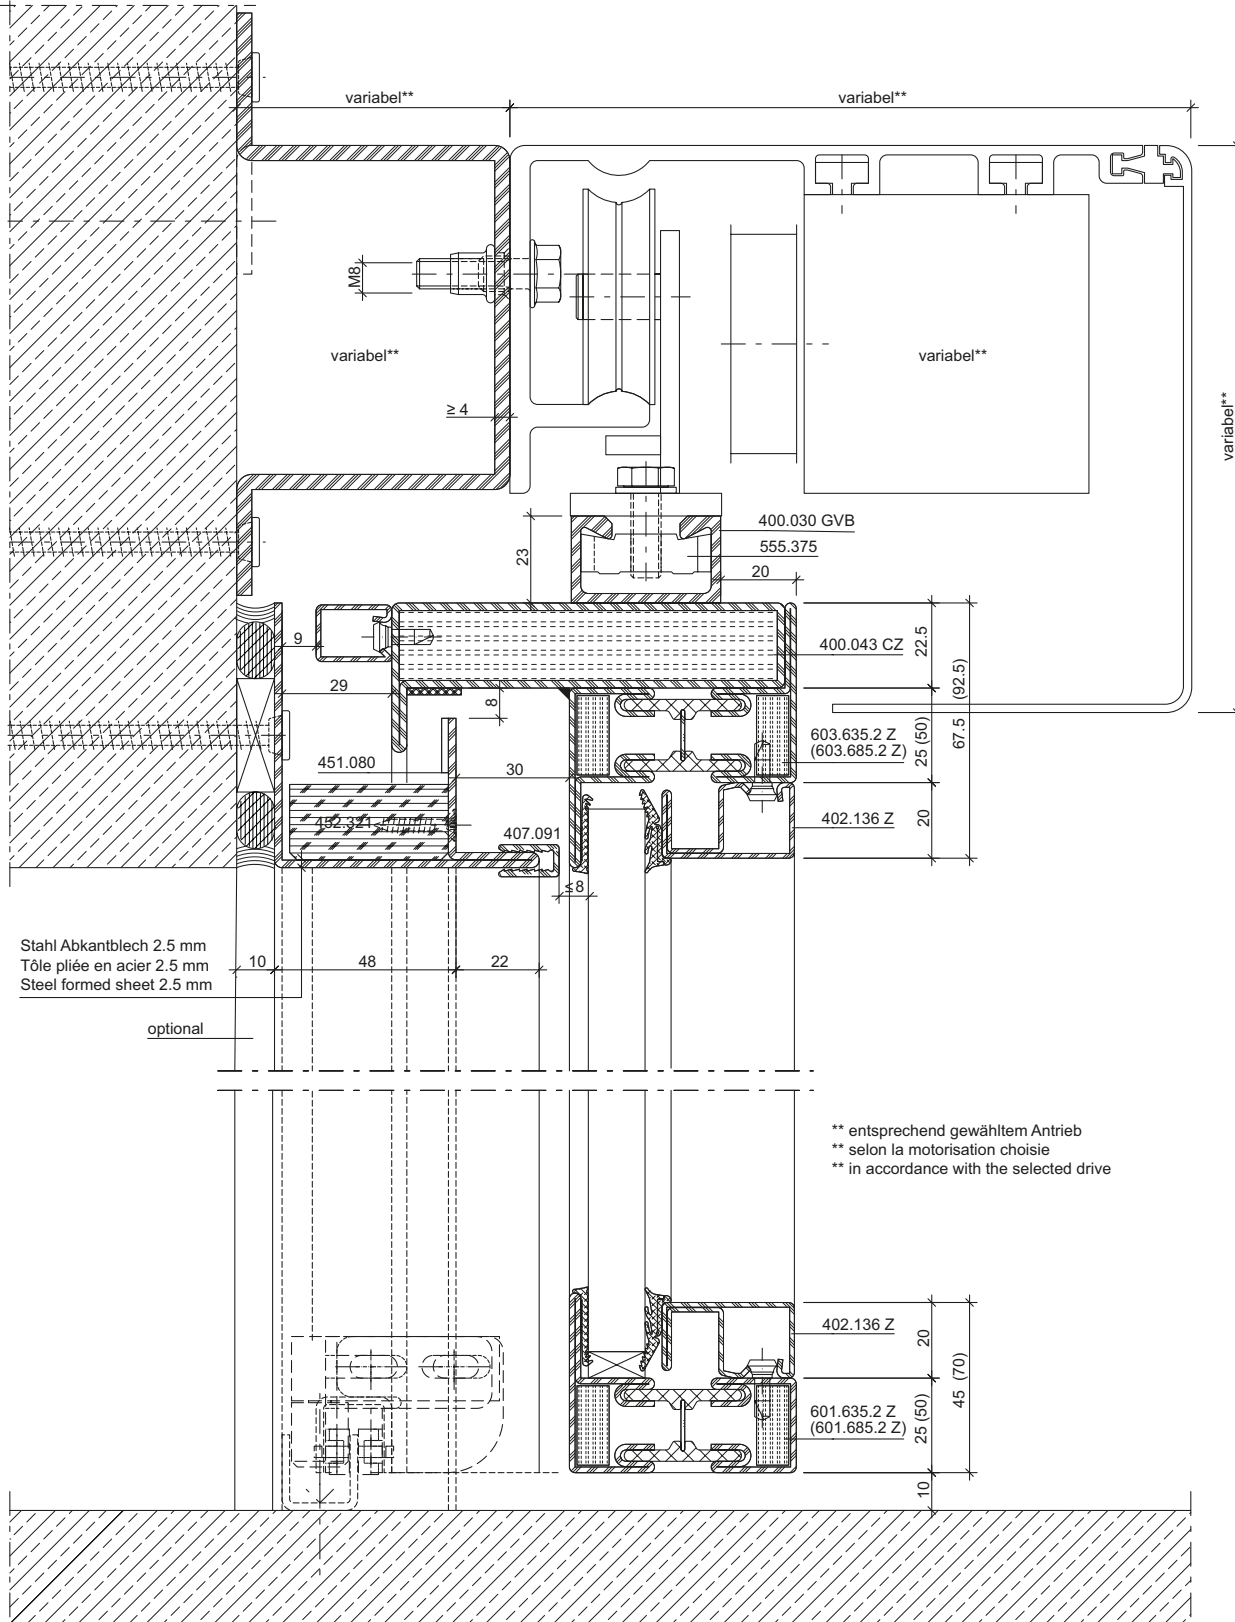 variabel**
variabel**
M8
variabel**
variabel**
variabel**
≥ 4
400.030 GVB
23
555.375
20
9
400.043 CZ
22.5
(92.5)
67.5
29
8
603.635.2 Z
(603.685.2 Z)
25 (50)
451.080
30
452.321
407.091
402.136 Z
20
≤8
Stahl Abkantblech 2.5 mm
Tôle pliée en acier 2.5 mm
Steel formed sheet 2.5 mm
10
48
22
optional
** entsprechend gewähltem Antrieb
** selon la motorisation choisie
** in accordance with the selected drive
402.136 Z
20
45 (70)
601.635.2 Z
(601.685.2 Z)
25 (50)
10